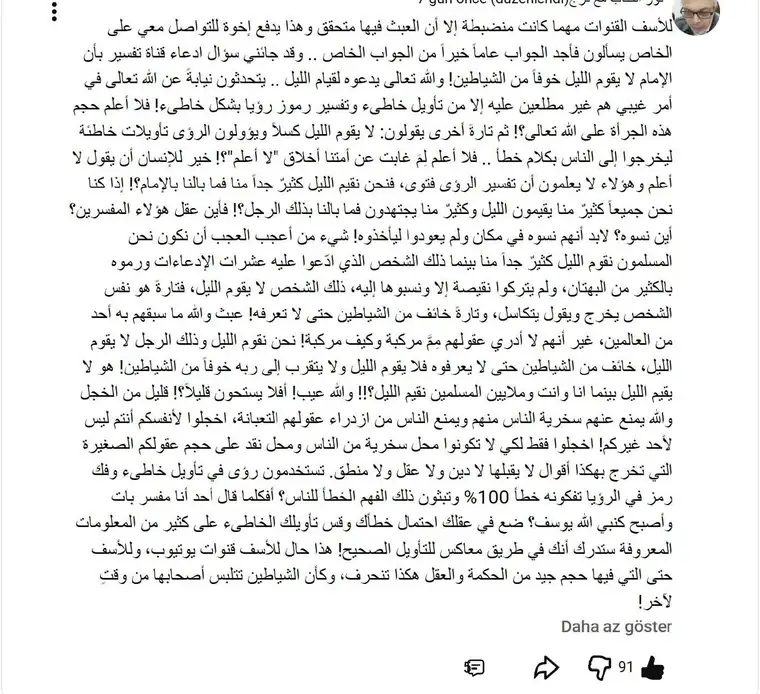 للأسف القنوات مهما كانت منضبطة إلا أن العبث فيها متحقق وهذا يدفع إخوة للتواصل معي على
الخاص يسألون فأجد الجواب عاماً خيراً من الجواب الخاص .. وقد جائني سؤال ادعاء قناة تفسير بأن
الإمام لا يقوم الليل خوفاً من الشياطين! والله تعالى يدعوه لقيام الليل .. يتحدثون نيابةً عن الله تعالى في
أمر غيبي هم غير مطلعين عليه إلا من تأويل خاطىء وتفسير رموز رؤيا بشكل خاطىء! فلا أعلم حجم
هذه الجرأة على الله تعالى؟! ثم تارةً أخرى يقولون: لا يقوم الليل كسلاً ويؤولون الرؤى تأويلات خاطئة
ليخرجوا إلى الناس بكلام خطأ .. فلا أعلم لِمَ غابت عن أمتنا أخلاق "لا أعلم"؟! خير للإنسان أن يقول لا
أعلم وهؤلاء لا يعلمون أن تفسير الرؤى فتوى، فنحن نقيم الليل كثيرٌ جداً منا فما بالنا بالإمام؟! إذا كنا
نحن جميعاً كثيرٌ منا يقيمون الليل وكثيرٌ منا يجتهدون فما بالنا بذلك الرجل؟! فأين عقل هؤلاء المفسرين؟
أين نسوه؟ لابد أنهم نسوه في مكان ولم يعودوا ليأخذوه! شيء من أعجب العجب أن نكون نحن
المسلمون نقوم الليل كثيرٌ جداً منا بينما ذلك الشخص الذي ادّعوا عليه عشرات الإدعاءات ورموه
بالكثير من البهتان، ولم يتركوا نقيصة إلا ونسبوها إليه، ذلك الشخص لا يقوم الليل، فتارةً هو نفس
الشخص يخرج ويقول يتكاسل، وتارةً خائف من الشياطين حتى لا تعرفه! عبث والله ما سبقهم به أحد
من العالمين، غير أنهم لا أدري عقولهم مِمَّ مركبة وكيف مركبة! نحن نقوم الليل وذلك الرجل لا يقوم
الليل، خائف من الشياطين حتى لا يعرفوه فلا يقوم الليل ولا يتقرب إلى ربه خوفاً من الشياطين! هو لا
يقيم الليل بينما انا وانت وملايين المسلمين نقيم الليل؟!! والله عيب! أفلا يستحون قليلاً؟! قليل من الخجل
والله يمنع عنهم سخرية الناس منهم ويمنع الناس من ازدراء عقولهم التعبانة، اخجلوا لأنفسكم أنتم ليس
لأحد غيركم! اخجلوا فقط لكي لا تكونوا محل سخرية من الناس ومحل نقد على حجم عقولكم الصغيرة
التي تخرج بهكذا أقوال لا يقبلها لا دين ولا عقل ولا منطق. تستخدمون رؤى في تأويل خاطىء وفك
رمز في الرؤيا تفكونه خطأ 100% وتبثون ذلك الفهم الخطأ للناس؟ أفكلما قال أحد أنا مفسر بات
وأصبح كنبي الله يوسف؟ ضع في عقلك احتمال خطأك وقس تأويلك الخاطىء على كثير من المعلومات
المعروفة ستدرك أنك في طريق معاكس للتأويل الصحيح! هذا حال للأسف قنوات يوتيوب، وللأسف
حتى التي فيها حجم جيد من الحكمة والعقل هكذا تنحرف، وكأن الشياطين تتلبس أصحابها من وقتٍ
لآخر!
Daha az göster
91
5